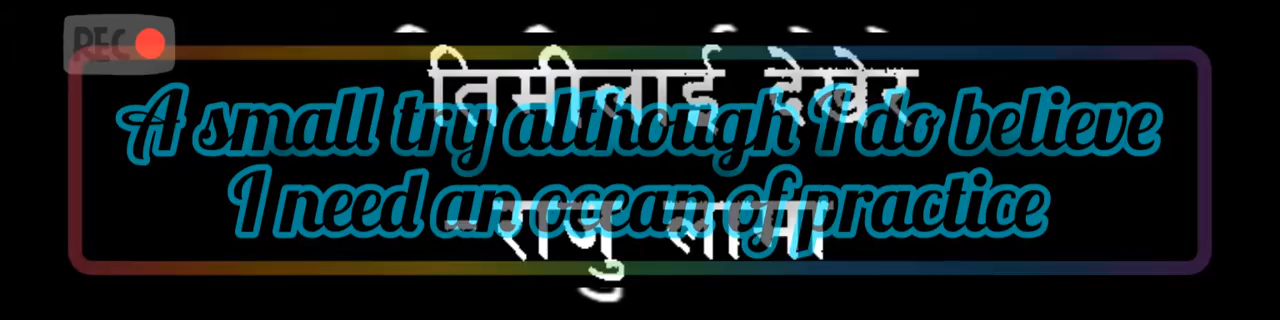 REC
तिमीलाई देखेर
A small try although I do believe
I need an ocean of practice
-राजु लामा